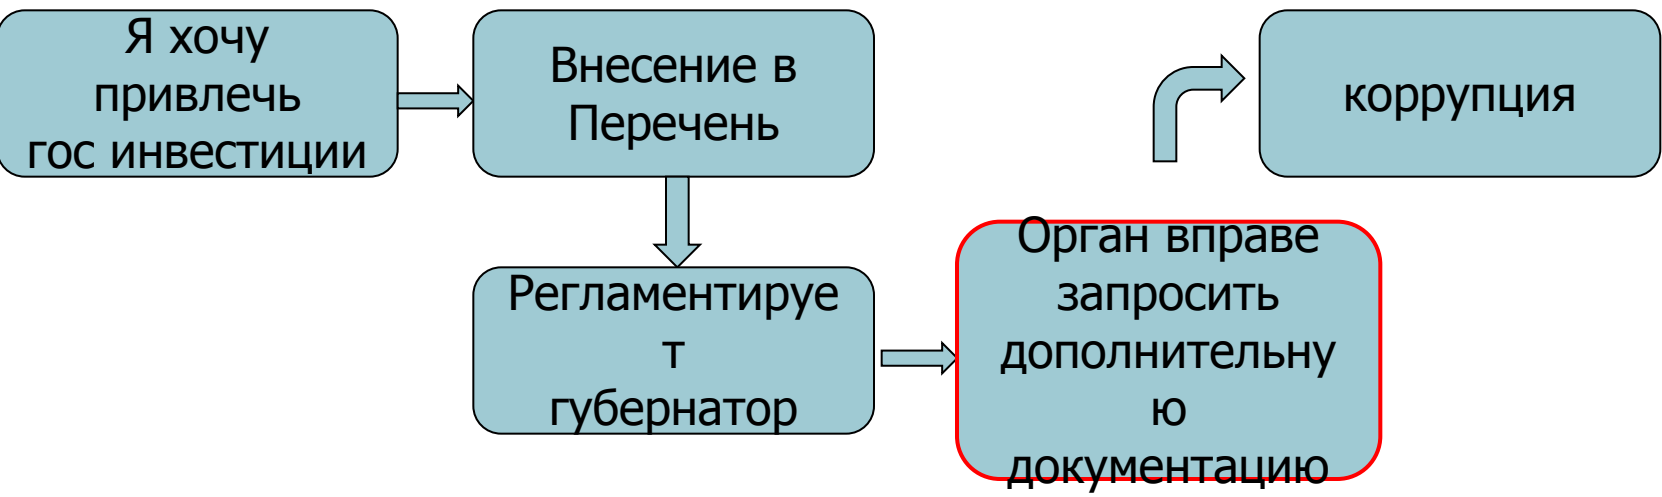 Я хочу
привлечь
гос инвестиции
Внесение в
Перечень
Регламентируе
т
губернатор
Орган вправе
запросить
дополнительну
ю
документацию
коррупция